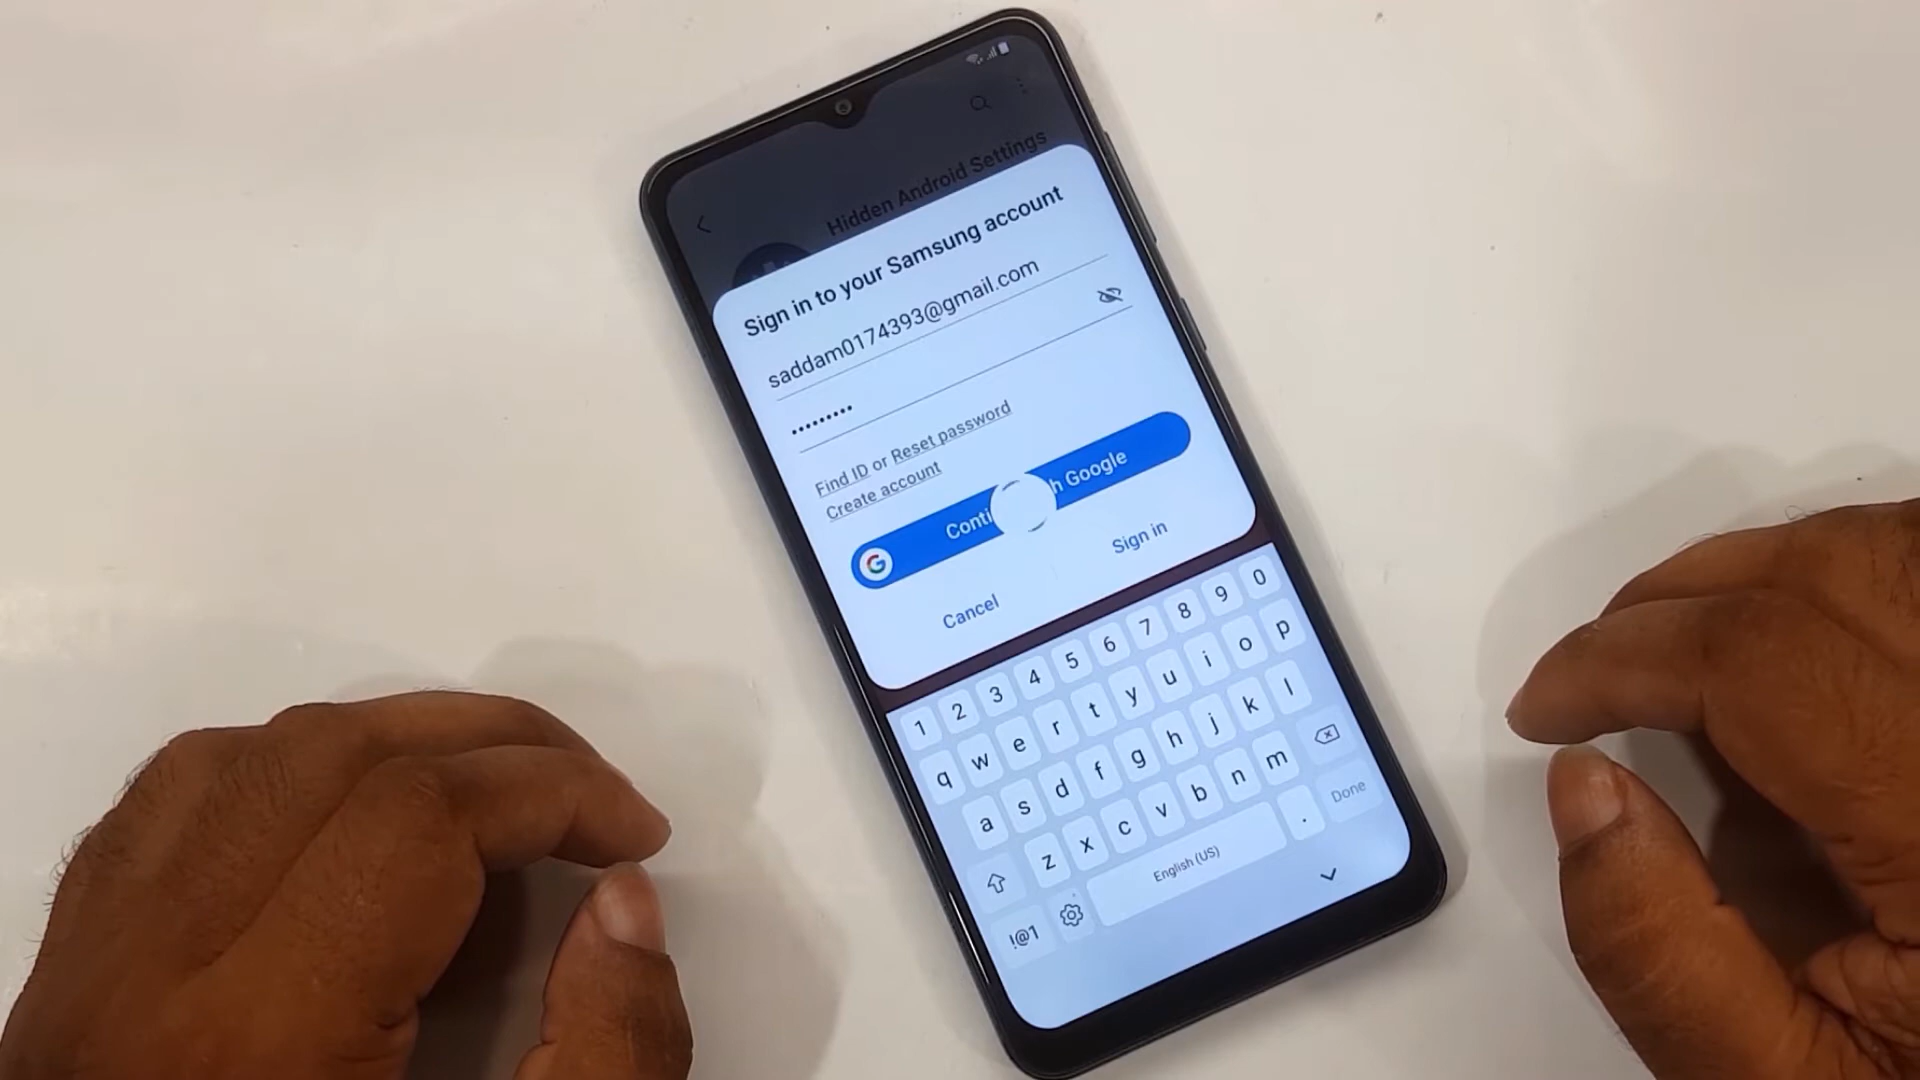 Hidden Android Settings
Sign in to your Samsung account
saddam0174393@gmail.com
•••••••••
Find ID or Reset password
Create account
G Conti h Google
Cancel Sign in
1 2 3 4 5 6 7 8 9 0
q w e r t y u i o p
a s d f g h j k l
z x c v b n m
!@1 English (US) . Done